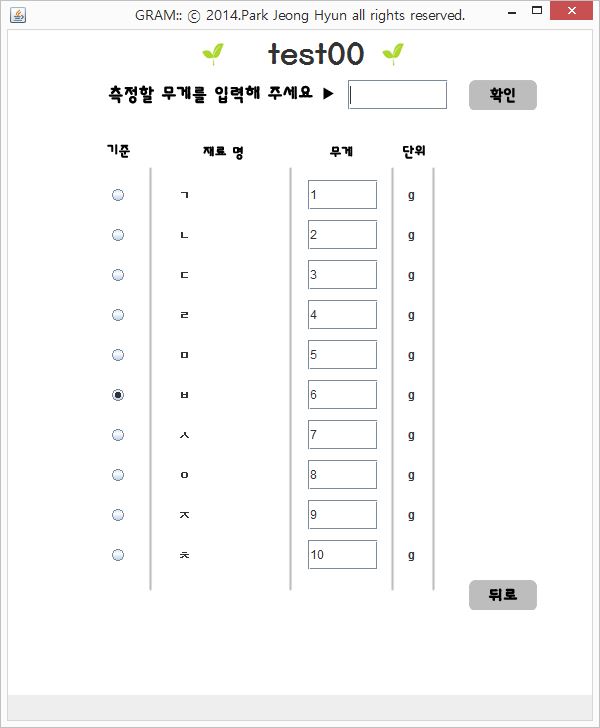 GRAM:: ⓒ 2014.Park Jeong Hyun all rights reserved.
test00
측정할 무게를 입력해 주세요 ▶ 확인
기준 재료 명 무게 단위
ㄱ 1 g
ㄴ 2 g
ㄷ 3 g
ㄹ 4 g
ㅁ 5 g
ㅂ 6 g
ㅅ 7 g
ㅇ 8 g
ㅈ 9 g
ㅊ 10 g
뒤로